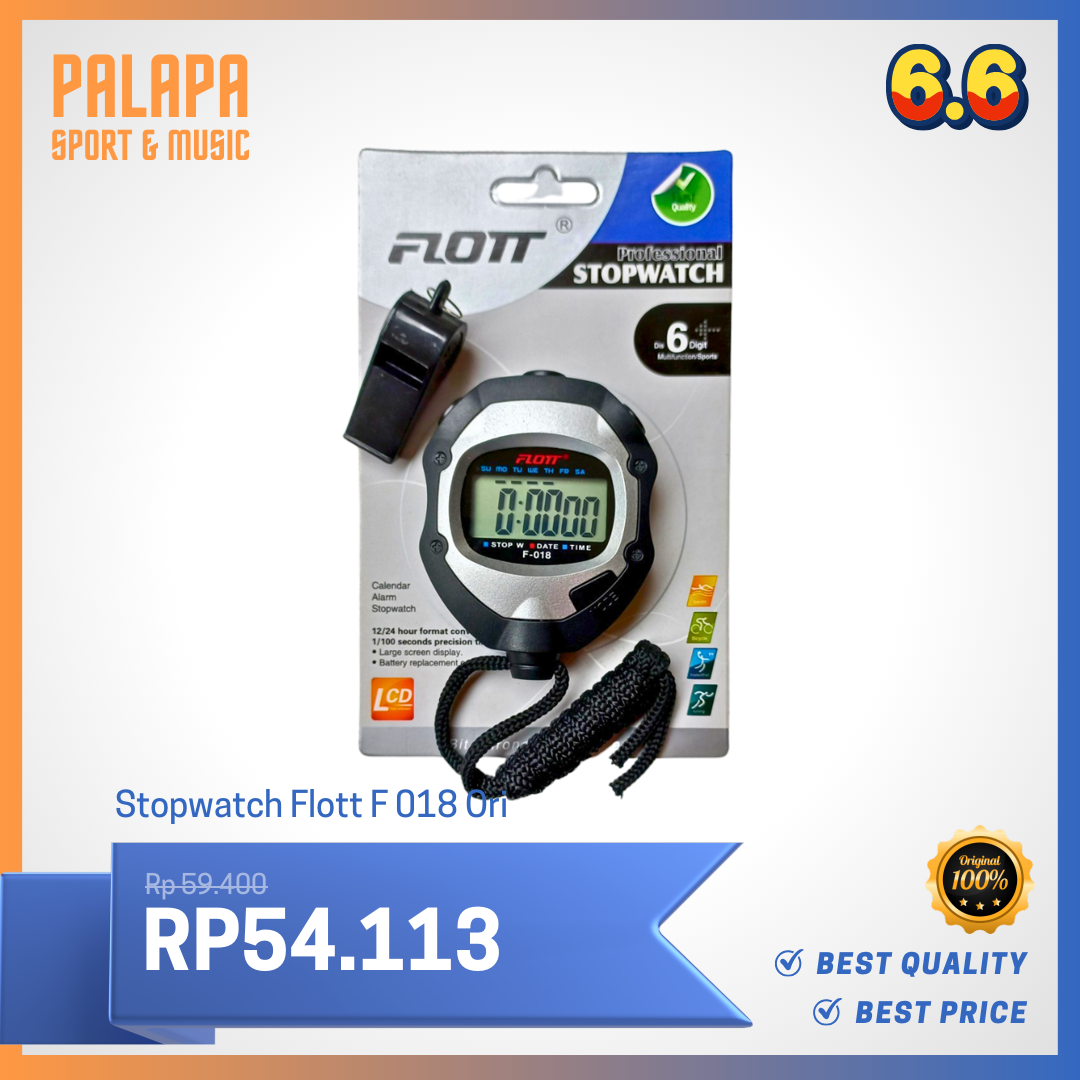 PALAPA
SPORT & MUSIC
6.6
Quality
FLOTT ®
Professional
STOPWATCH
Dis 6 Digit
Multifunction/Sports
FLOTT®
SU MO TU WE TH FR SA
0:0000
STOP W DATE TIME
F-018
MODE
Calendar
Alarm
Stopwatch
12/24 hour format
1/100 seconds precision
• Large screen display.
• Battery replacement
Bicycle
LCD
Stopwatch Flott F 018 Ori
Rp 59.400
RP54.113
Original
100%
BEST QUALITY
BEST PRICE